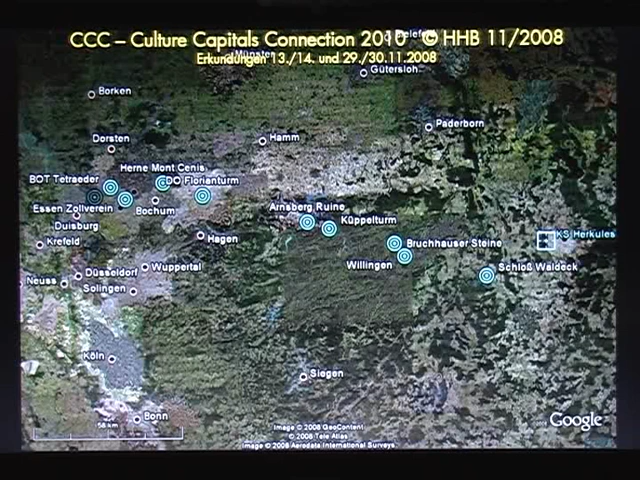 CCC – Culture Capitals Connection 2010 © HHB 11/2008
Erkundungen 13./14. und 29./30.11.2008
Bielefeld
Münster
Gütersloh
Borken
Paderborn
Dorsten
Hamm
Herne Mont Cenis
BOT Tetraeder
DO Florianturm
Essen Zollverein
Bochum
Arnsberg Ruine
Küppelturm
Duisburg
Krefeld
Hagen
Bruchhauser Steine
KS Herkules
Willingen
Schloß Waldeck
Düsseldorf
Wuppertal
Neuss
Solingen
Köln
Siegen
Bonn
58 km
Image © 2008 GeoContent
© 2008 Tele Atlas
Image © 2008 Aerodata International Surveys
Google